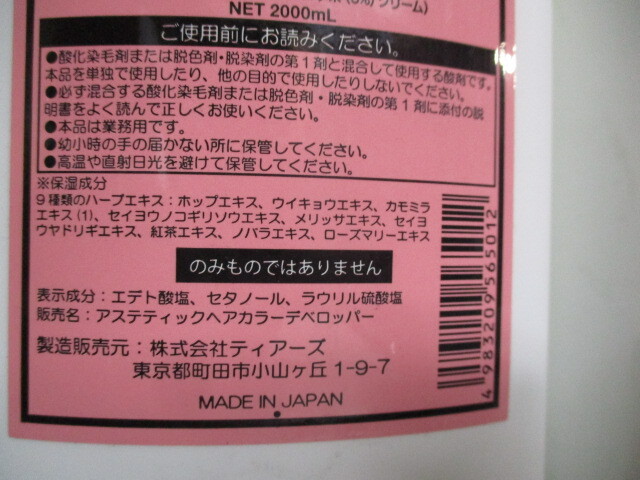 (5%/クリーム)
NET 2000mL
ご使用前にお読みください。
●酸化染毛剤または脱色剤・脱染剤の第1剤と混合して使用する酸剤です。
本品を単独で使用したり、他の目的で使用したりしないでください。
●必ず混合する酸化染毛剤または脱色剤・脱染剤の第1剤に添付の説
明書をよく読んで正しくお使いください。
●本品は業務用です。
●幼小時の手の届かない所に保管してください。
●高温や直射日光を避けて保管してください。
※保湿成分
9種類のハーブエキス：ホップエキス、ウイキョウエキス、カモミラ
エキス(1)、セイヨウノコギリソウエキス、メリッサエキス、セイヨ
ウヤドリギエキス、紅茶エキス、ノバラエキス、ローズマリーエキス
のみものではありません
表示成分：エデト酸塩、セタノール、ラウリル硫酸塩
販売名：アステティックヘアカラーデベロッパー
製造販売元：株式会社ティアーズ
東京都町田市小山ヶ丘1-9-7
MADE IN JAPAN
4983209565012